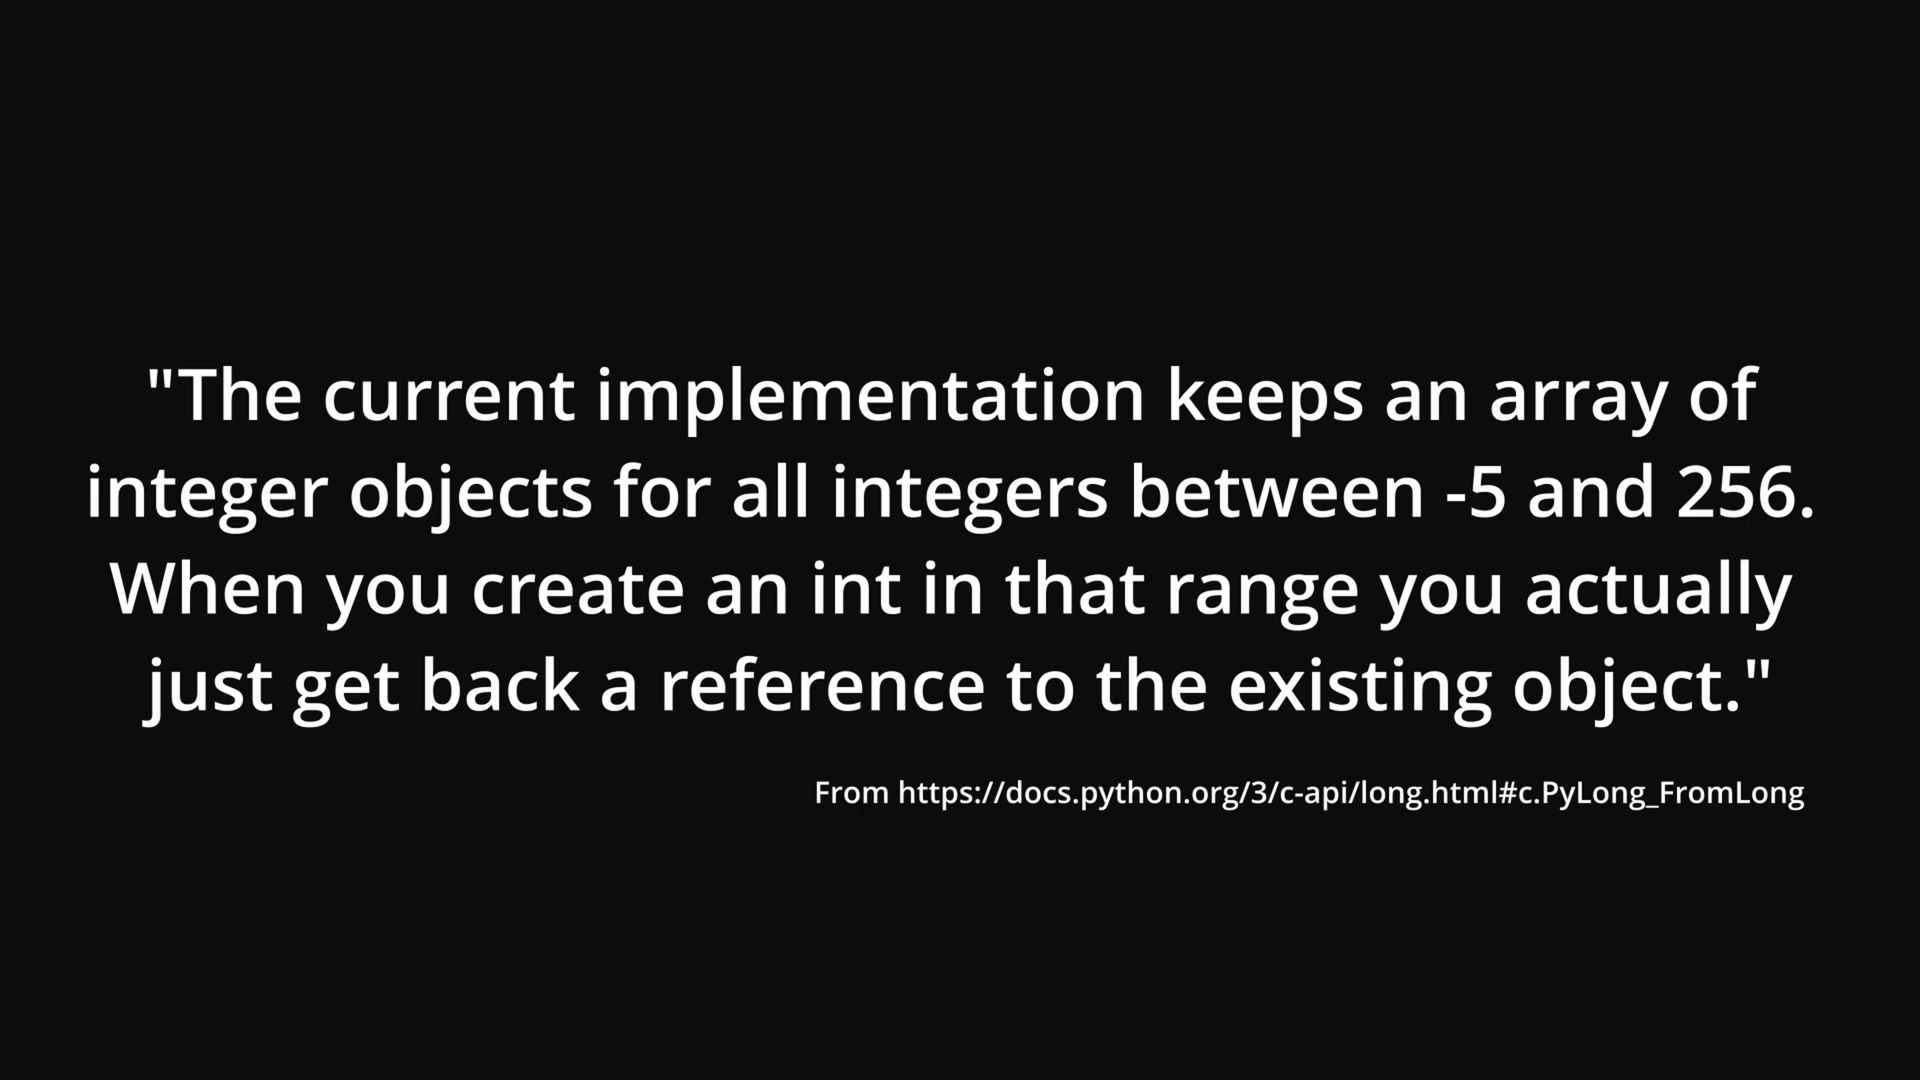 "The current implementation keeps an array of
integer objects for all integers between -5 and 256.
When you create an int in that range you actually
just get back a reference to the existing object."
From https://docs.python.org/3/c-api/long.html#c.PyLong_FromLong